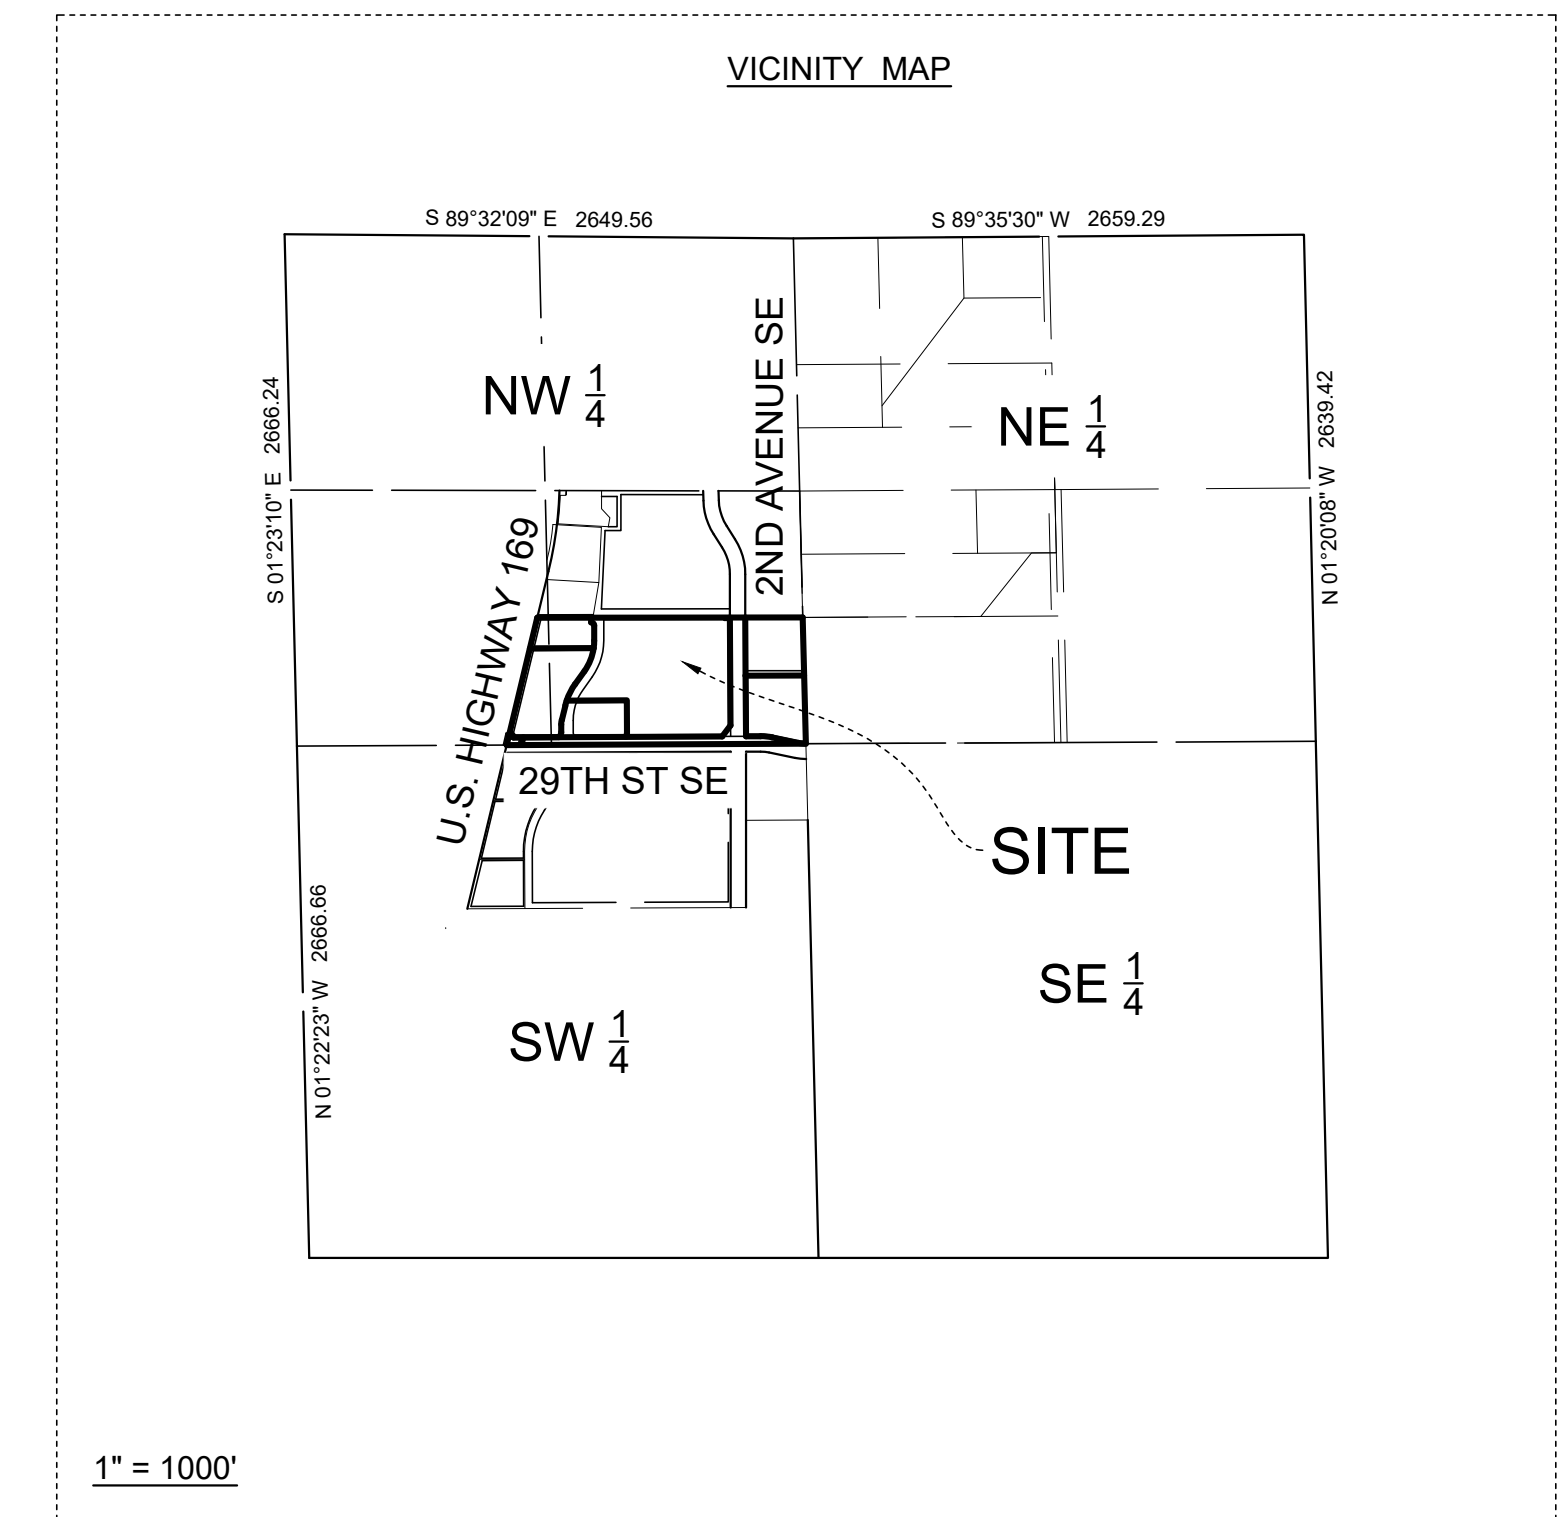 VICINITY MAP
S 89°32'09" E 2649.56
S 89°35'30" W 2659.29
NW 1/4
2ND AVENUE SE
NE 1/4
S 01°23'10" E 2666.24
N 01°20'08" W 2639.42
U.S. HIGHWAY 169
29TH ST SE
SITE
N 01°22'23" W 2666.66
SE 1/4
SW 1/4
1" = 1000'